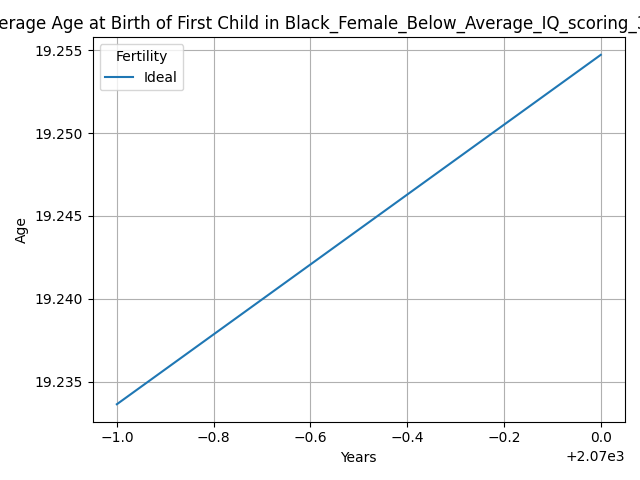 erage Age at Birth of First Child in Black_Female_Below_Average_IQ_scoring_
Fertility
Ideal
19.255
19.250
19.245
19.240
19.235
Age
−1.0 −0.8 −0.6 −0.4 −0.2 0.0
Years
+2.07e3